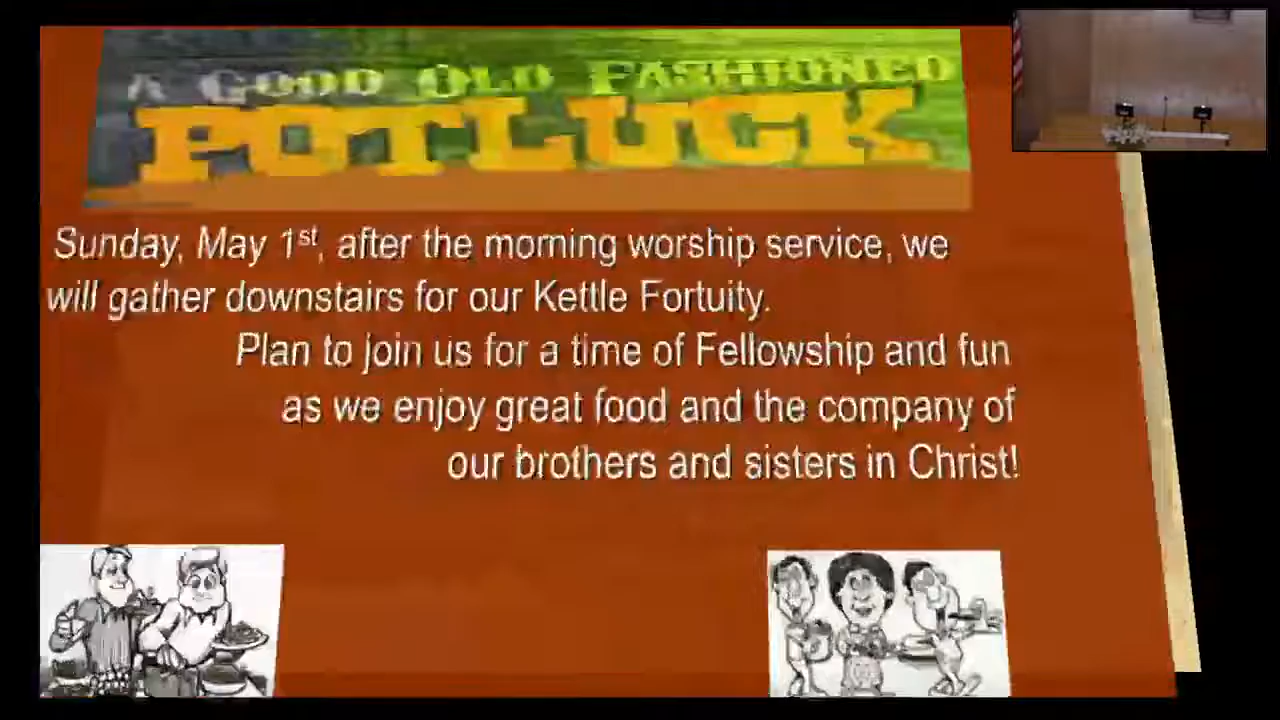 A Good Old Fashioned
POTLUCK
Sunday, May 1st, after the morning worship service, we
will gather downstairs for our Kettle Fortuity.
Plan to join us for a time of Fellowship and fun
as we enjoy great food and the company of
our brothers and sisters in Christ!